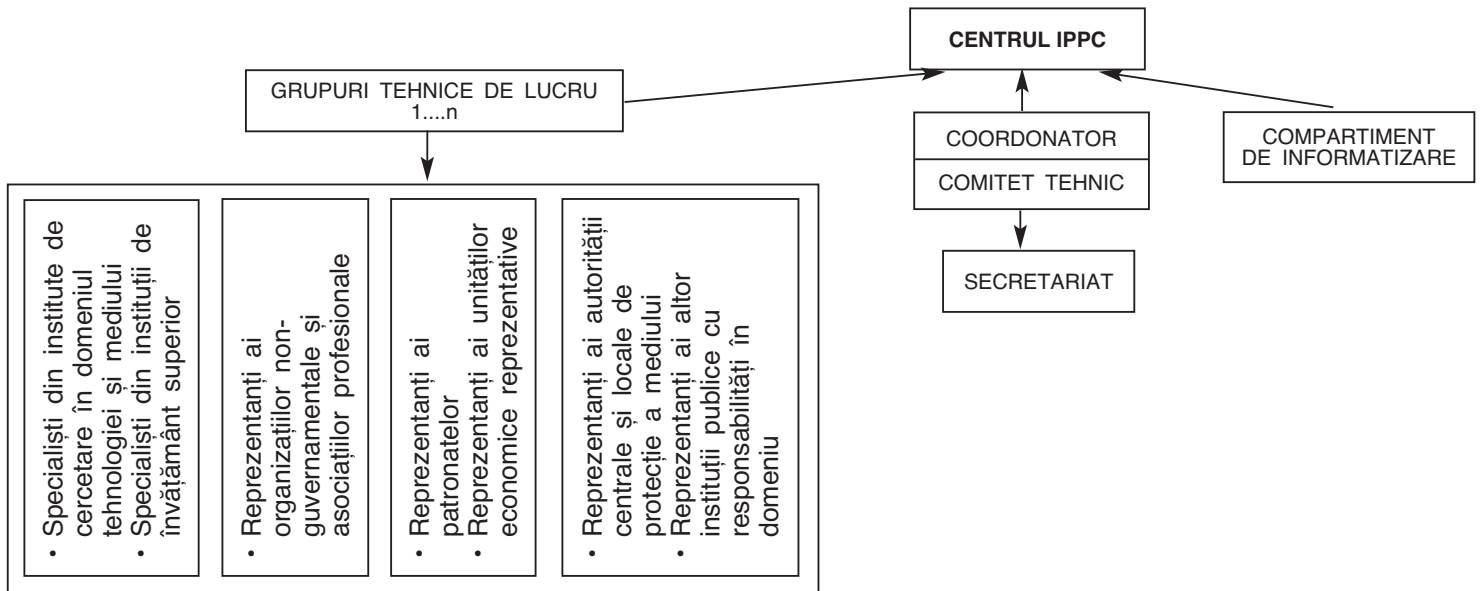 CENTRUL IPPC
GRUPURI TEHNICE DE LUCRU
1....n
COORDONATOR
COMITET TEHNIC
COMPARTIMENT
DE INFORMATIZARE
SECRETARIAT
• Specialiști din institute de
cercetare în domeniul
tehnologiei și mediului
• Specialiști din instituții de
învățământ superior
• Reprezentanți ai
organizațiilor non-
guvernamentale și
asociațiilor profesionale
• Reprezentanți ai
patronatelor
• Reprezentanți ai unităților
economice reprezentative
• Reprezentanți ai autorității
centrale și locale de
protecție a mediului
• Reprezentanți ai altor
instituții publice cu
responsabilități în
domeniu